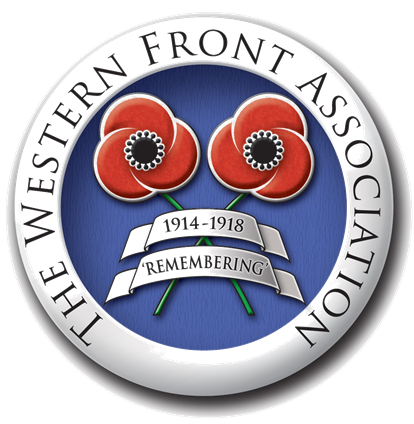 THE WESTERN FRONT ASSOCIATION
1914-1918
'REMEMBERING'